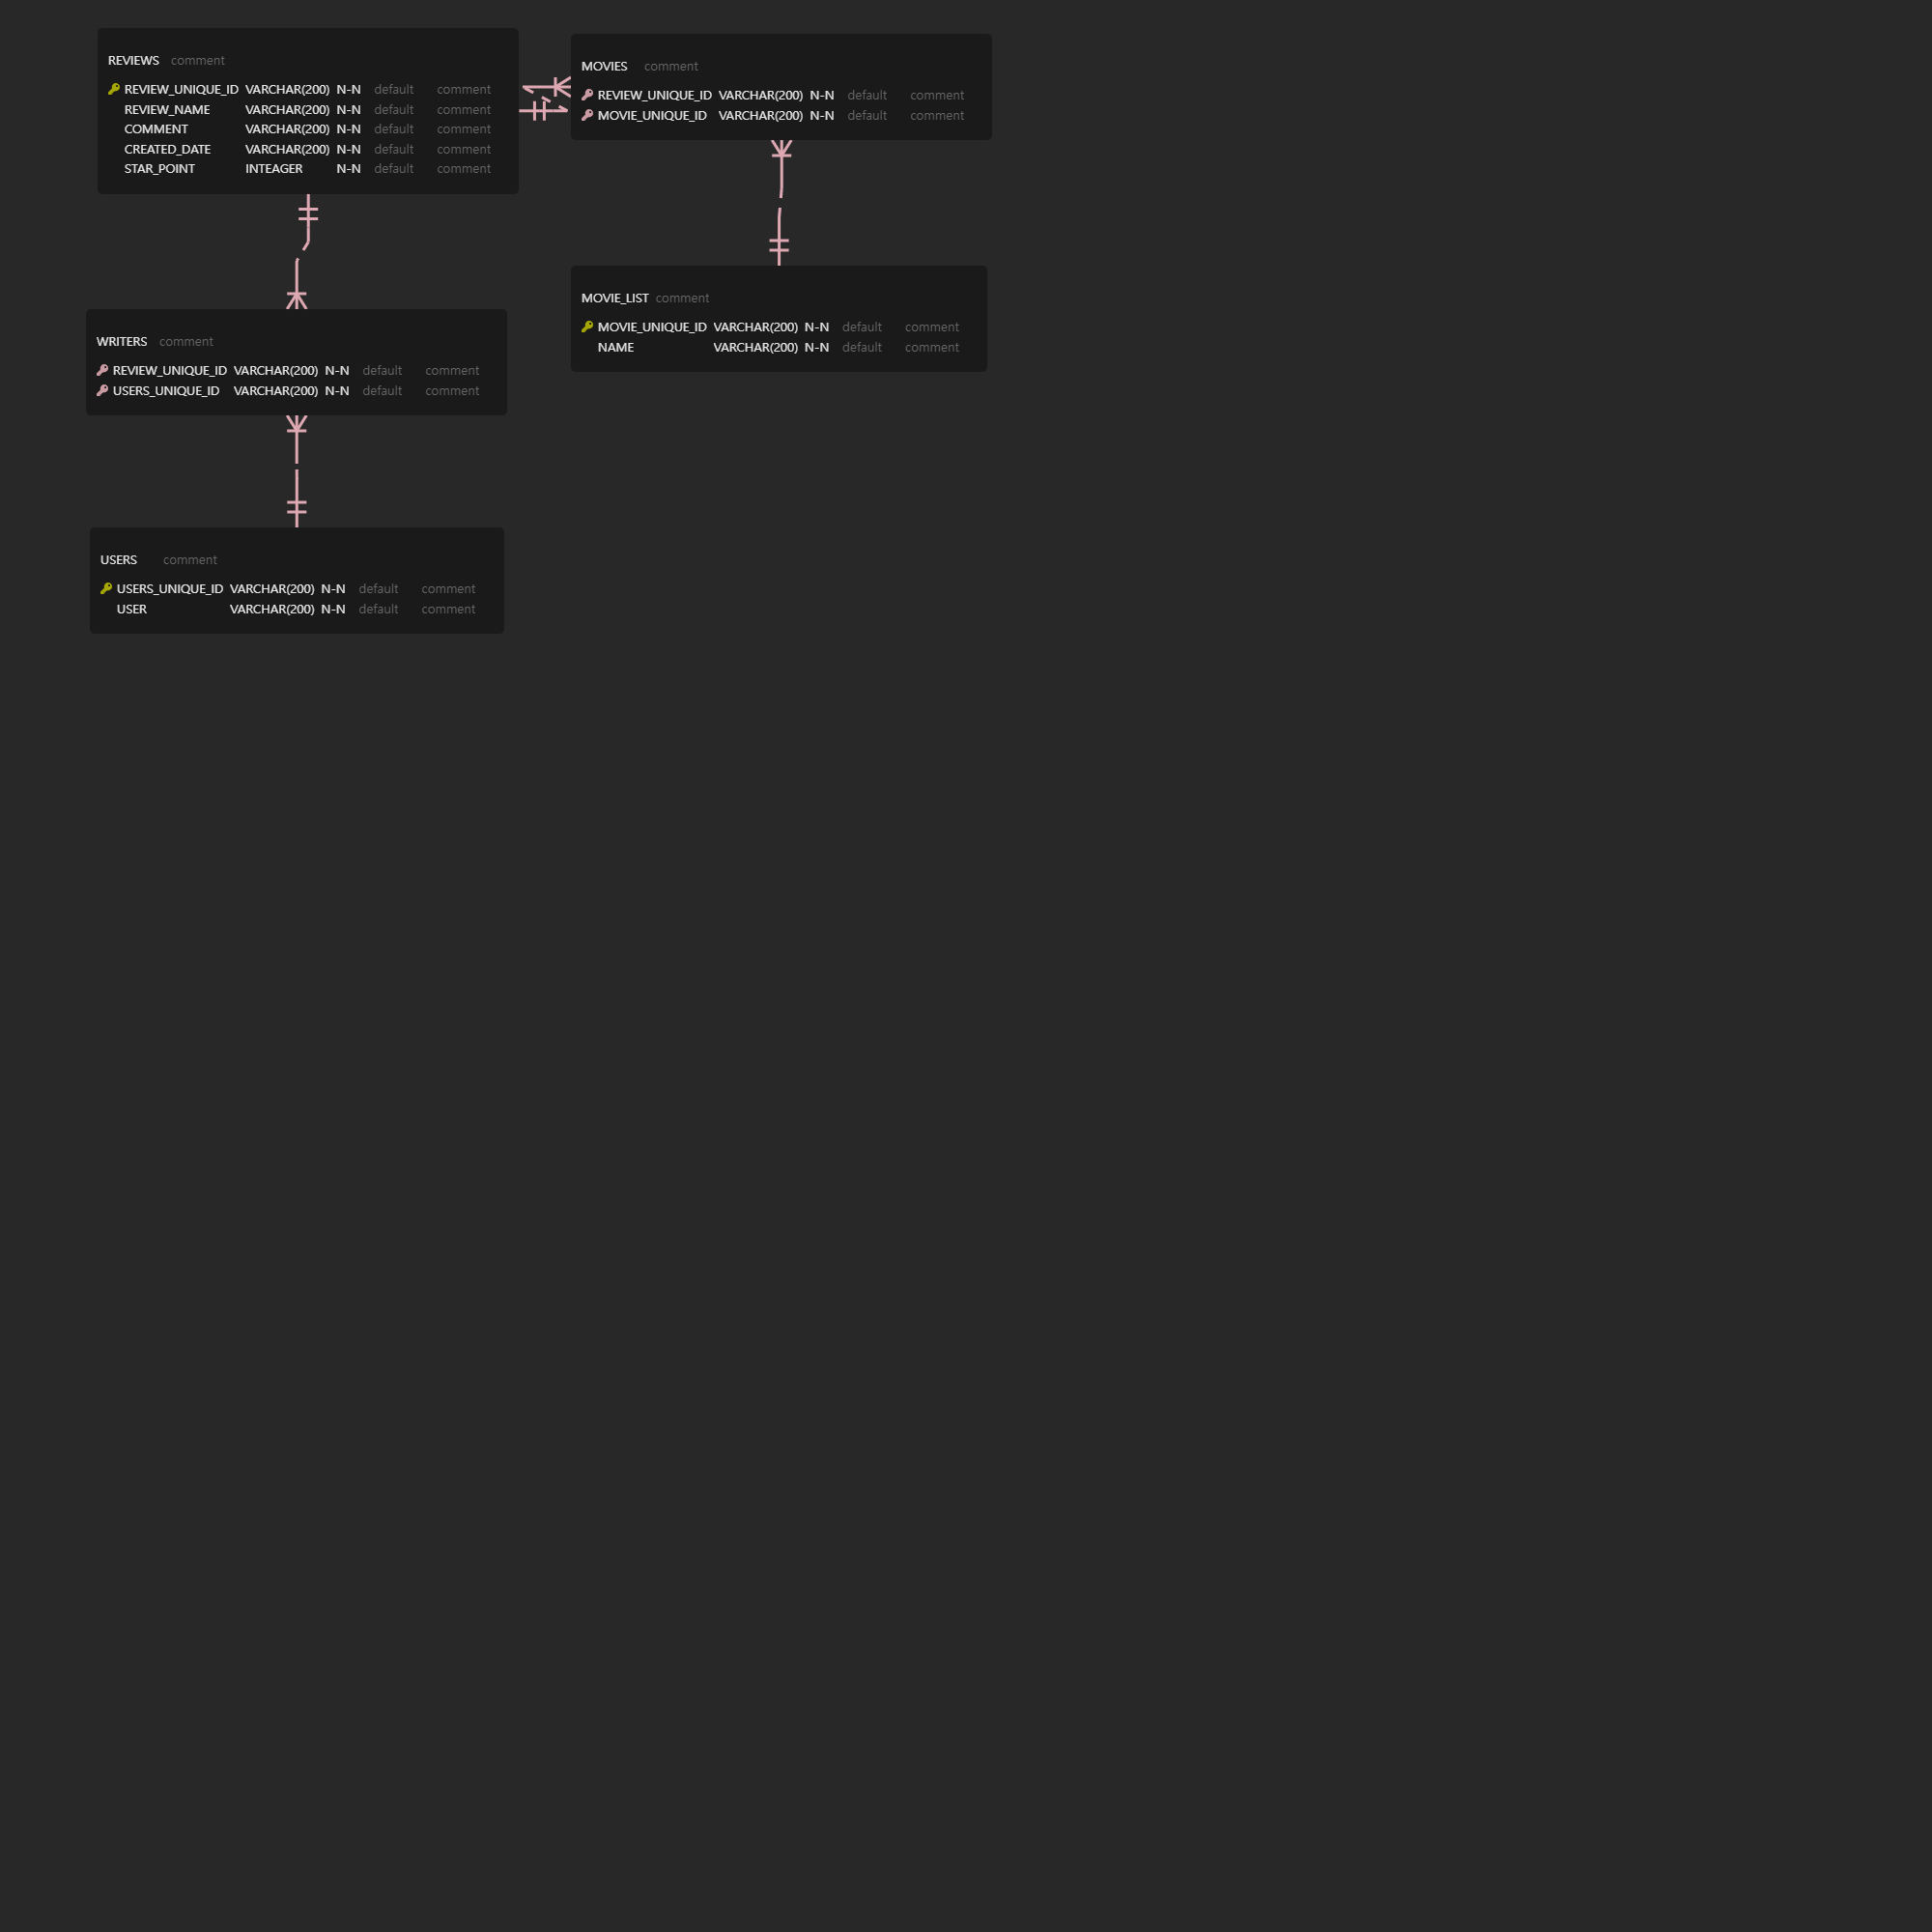 REVIEWS comment
REVIEW_UNIQUE_ID VARCHAR(200) N-N default comment
REVIEW_NAME VARCHAR(200) N-N default comment
COMMENT VARCHAR(200) N-N default comment
CREATED_DATE VARCHAR(200) N-N default comment
STAR_POINT INTEAGER N-N default comment
MOVIES comment
REVIEW_UNIQUE_ID VARCHAR(200) N-N default comment
MOVIE_UNIQUE_ID VARCHAR(200) N-N default comment
MOVIE_LIST comment
MOVIE_UNIQUE_ID VARCHAR(200) N-N default comment
NAME VARCHAR(200) N-N default comment
WRITERS comment
REVIEW_UNIQUE_ID VARCHAR(200) N-N default comment
USERS_UNIQUE_ID VARCHAR(200) N-N default comment
USERS comment
USERS_UNIQUE_ID VARCHAR(200) N-N default comment
USER VARCHAR(200) N-N default comment